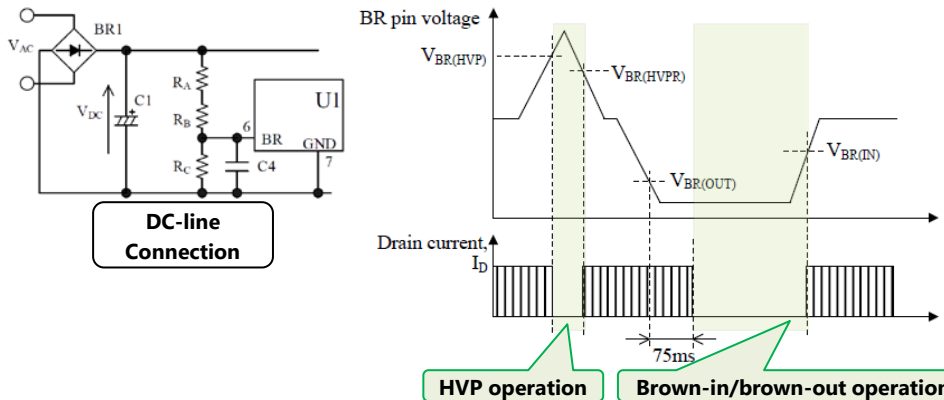 BR1
VAC
VDC
C1
RA
RB
RC
6
BR
U1
GND
7
C4
DC-line
Connection
BR pin voltage
VBR(HVP)
VBR(HVPR)
VBR(OUT)
VBR(IN)
Drain current,
ID
75ms
HVP operation
Brown-in/brown-out operation